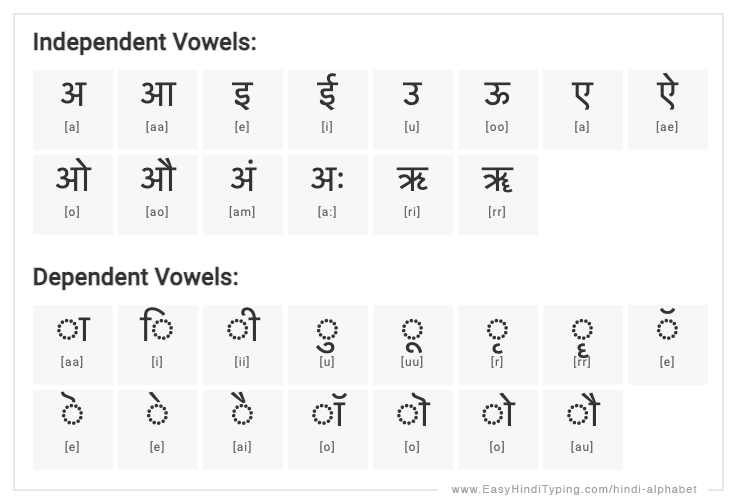 Independent Vowels:
अ आ इ ई उ ऊ ए ऐ
[a] [aa] [e] [i] [u] [oo] [a] [ae]
ओ औ अं अः ऋ ॠ
[o] [ao] [am] [a:] [ri] [rr]
Dependent Vowels:
◌ा ◌ि ◌ी ◌ु ◌ू ◌ृ ◌ॄ ◌ॅ
[aa] [i] [ii] [u] [uu] [r] [rr] [e]
◌ॆ ◌े ◌ै ◌ॉ ◌ॊ ◌ो ◌ौ
[e] [e] [ai] [o] [o] [o] [au]
www.EasyHindiTyping.com/hindi-alphabet